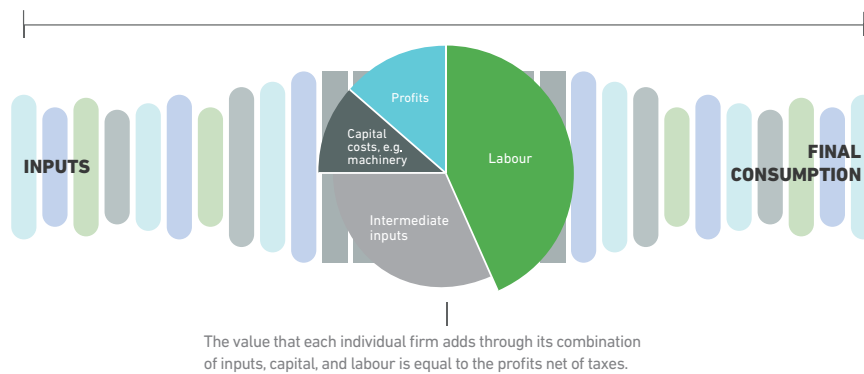 Profits
Capital
costs, e.g.
machinery
Labour
INPUTS
FINAL
CONSUMPTION
Intermediate
inputs
The value that each individual firm adds through its combination
of inputs, capital, and labour is equal to the profits net of taxes.